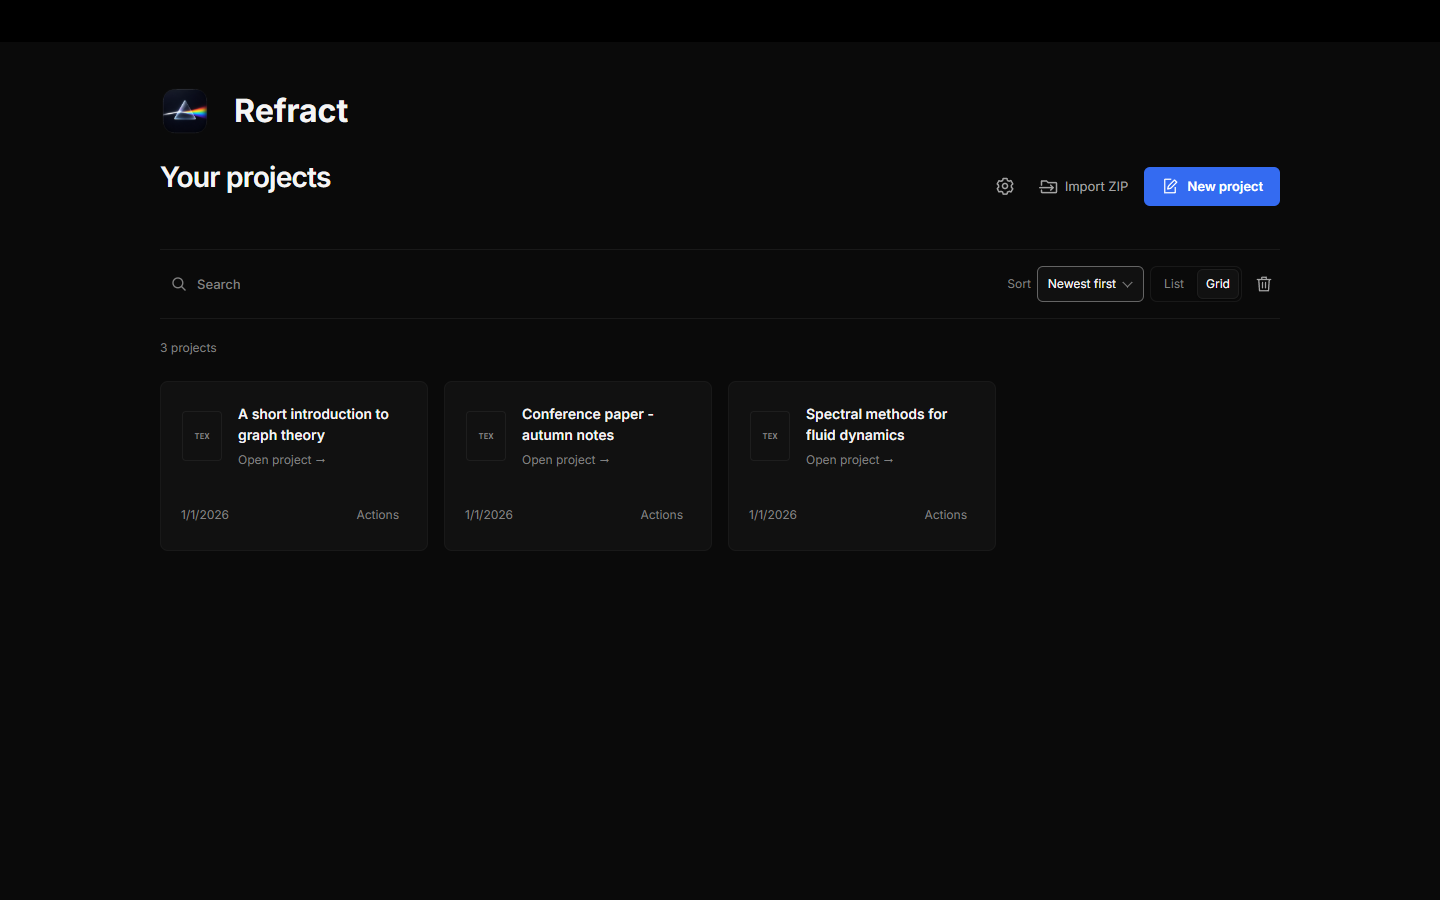 Refract
Your projects
Import ZIP
New project
Search
Sort
Newest first
List
Grid
3 projects
TEX
A short introduction to
graph theory
Open project →
1/1/2026
Actions
TEX
Conference paper -
autumn notes
Open project →
1/1/2026
Actions
TEX
Spectral methods for
fluid dynamics
Open project →
1/1/2026
Actions